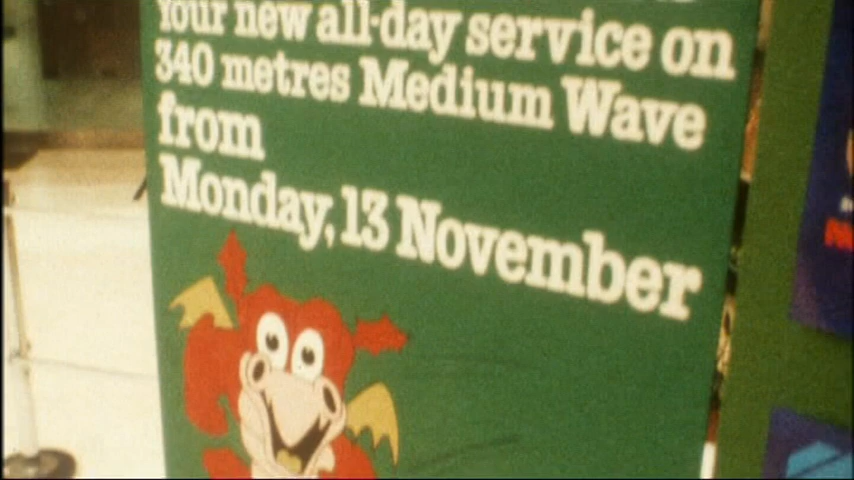 Your new all-day service on
340 metres Medium Wave
from
Monday, 13 November